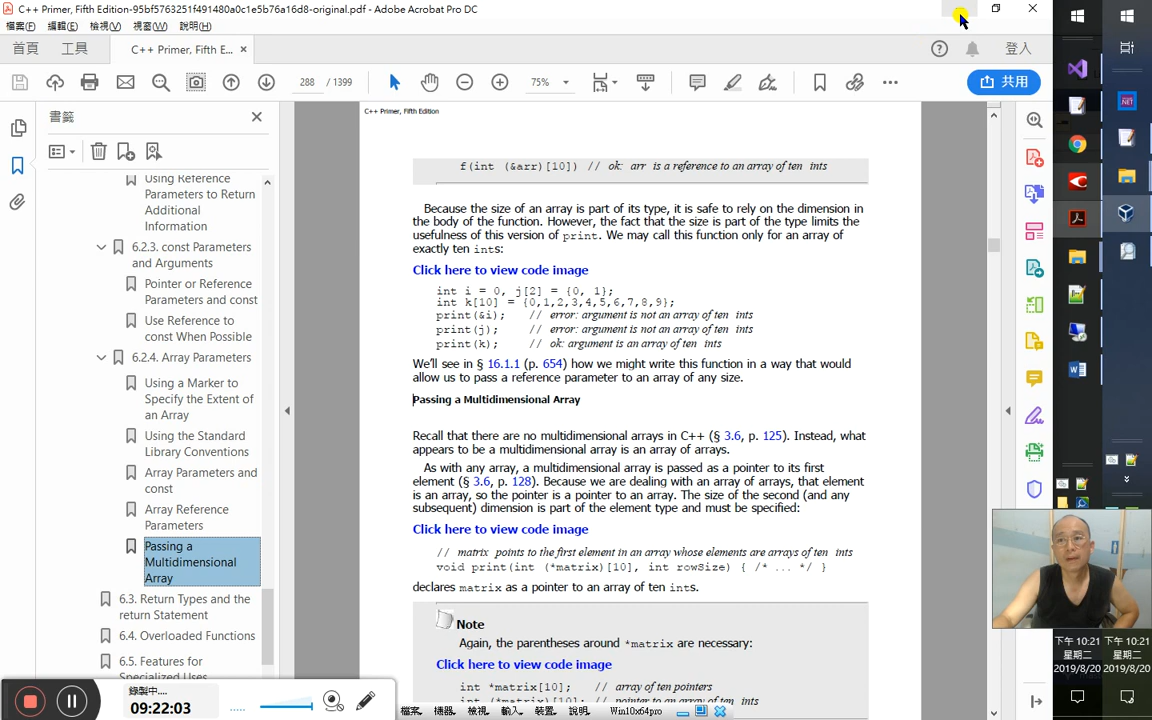 C++ Primer, Fifth Edition-95bf5763251f491480a0c1e5b76a16d8-original.pdf - Adobe Acrobat Pro DC
檔案(F) 編輯(E) 檢視(V) 視窗(W) 說明(H)
首頁 工具 C++ Primer, Fifth E... × 登入
288 / 1399 75% 共用
書籤
Using Reference
Parameters to Return
Additional
Information
6.2.3. const Parameters
and Arguments
Pointer or Reference
Parameters and const
Use Reference to
const When Possible
6.2.4. Array Parameters
Using a Marker to
Specify the Extent of
an Array
Using the Standard
Library Conventions
Array Parameters and
const
Array Reference
Parameters
Passing a
Multidimensional
Array
6.3. Return Types and the
return Statement
6.4. Overloaded Functions
6.5. Features for
Specialized Uses
C++ Primer, Fifth Edition
f(int (&arr)[10]) // ok: arr is a reference to an array of ten ints
Because the size of an array is part of its type, it is safe to rely on the dimension in
the body of the function. However, the fact that the size is part of the type limits the
usefulness of this version of print. We may call this function only for an array of
exactly ten ints:
Click here to view code image
int i = 0, j[2] = {0, 1};
int k[10] = {0,1,2,3,4,5,6,7,8,9};
print(&i); // error: argument is not an array of ten ints
print(j); // error: argument is not an array of ten ints
print(k); // ok: argument is an array of ten ints
We'll see in § 16.1.1 (p. 654) how we might write this function in a way that would
allow us to pass a reference parameter to an array of any size.
Passing a Multidimensional Array
Recall that there are no multidimensional arrays in C++ (§ 3.6, p. 125). Instead, what
appears to be a multidimensional array is an array of arrays.
As with any array, a multidimensional array is passed as a pointer to its first
element (§ 3.6, p. 128). Because we are dealing with an array of arrays, that element
is an array, so the pointer is a pointer to an array. The size of the second (and any
subsequent) dimension is part of the element type and must be specified:
Click here to view code image
// matrix points to the first element in an array whose elements are arrays of ten ints
void print(int (*matrix)[10], int rowSize) { /* ... */ }
declares matrix as a pointer to an array of ten ints.
Note
Again, the parentheses around *matrix are necessary:
Click here to view code image
int *matrix[10]; // array of ten pointers
int (*matrix)[10]; // pointer to an array of ten ints
錄製中...
09:22:03
檔案 機器 檢視 輸入 裝置 說明 Win10x64pro
.NET
下午 10:21 下午 10:21
星期二 星期二
2019/8/20 2019/8/20